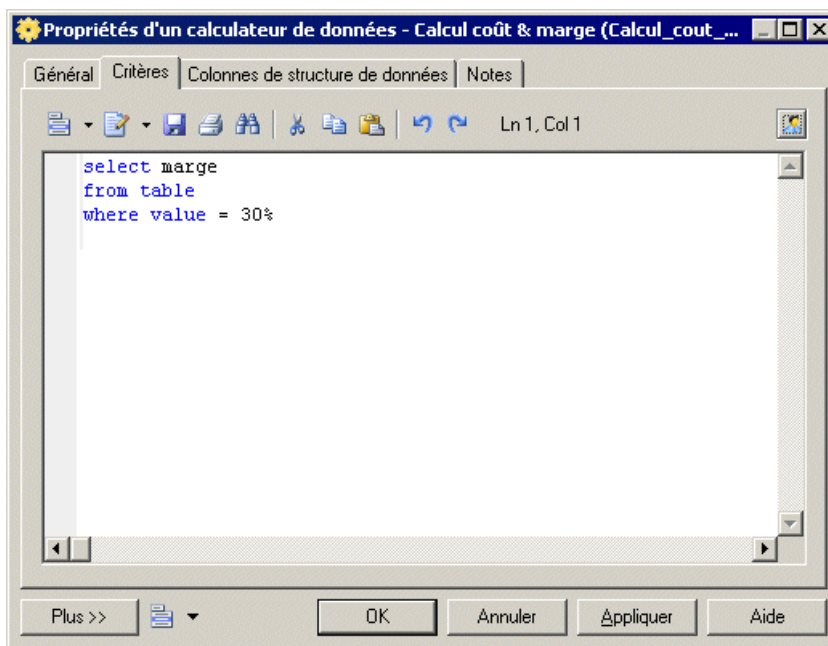 Propriétés d'un calculateur de données - Calcul coût & marge (Calcul_cout_...
Général Critères Colonnes de structure de données Notes
Ln 1, Col 1
select marge
from table
where value = 30%
Plus >> OK Annuler Appliquer Aide